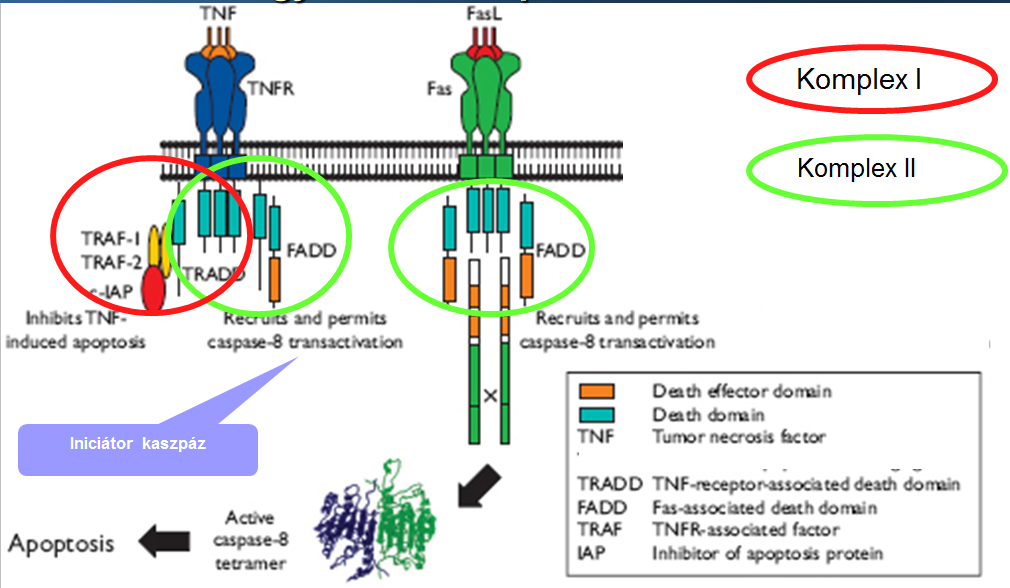 TNF
FasL
TNFR
Fas
Komplex I
Komplex II
TRAF-1
TRAF-2
c-IAP
TRADD
FADD
FADD
Inhibits TNF-
induced apoptosis
Recruits and permits
caspase-8 transactivation
Recruits and permits
caspase-8 transactivation
×
Iniciátor kaszpáz
Death effector domain
Death domain
TNF Tumor necrosis factor
TRADD TNF-receptor-associated death domain
FADD Fas-associated death domain
TRAF TNFR-associated factor
IAP Inhibitor of apoptosis protein
Active
caspase-8
tetramer
Apoptosis